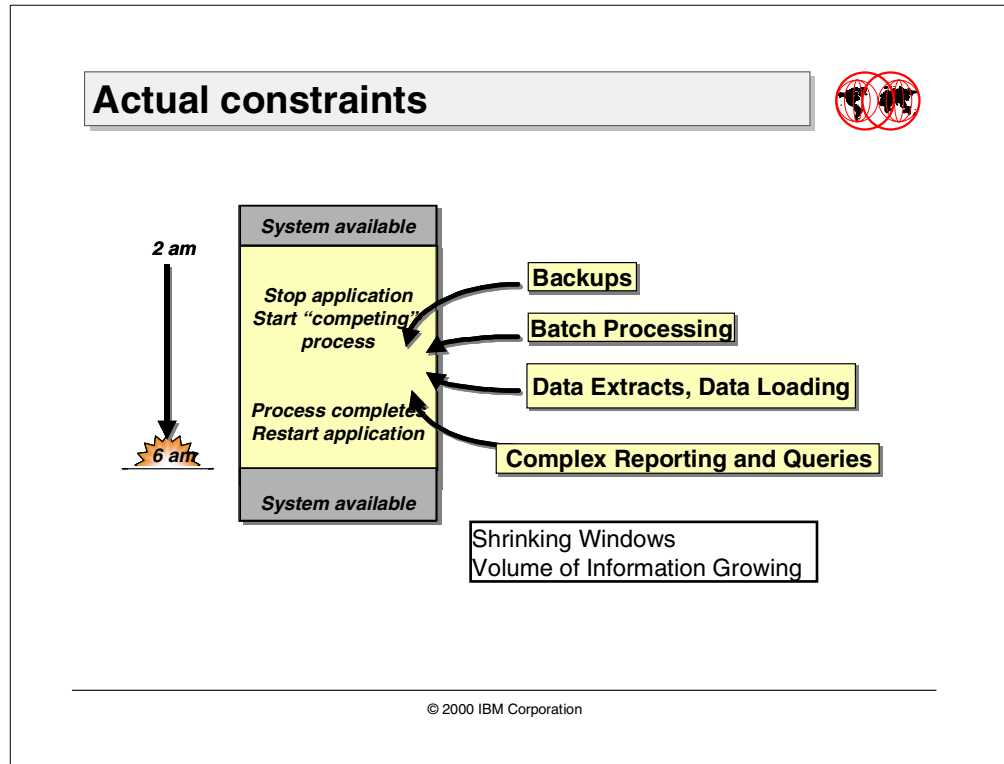 Actual constraints
System available
2 am
Stop application
Start “competing”
process
Process completes
Restart application
6 am
System available
Backups
Batch Processing
Data Extracts, Data Loading
Complex Reporting and Queries
Shrinking Windows
Volume of Information Growing
© 2000 IBM Corporation